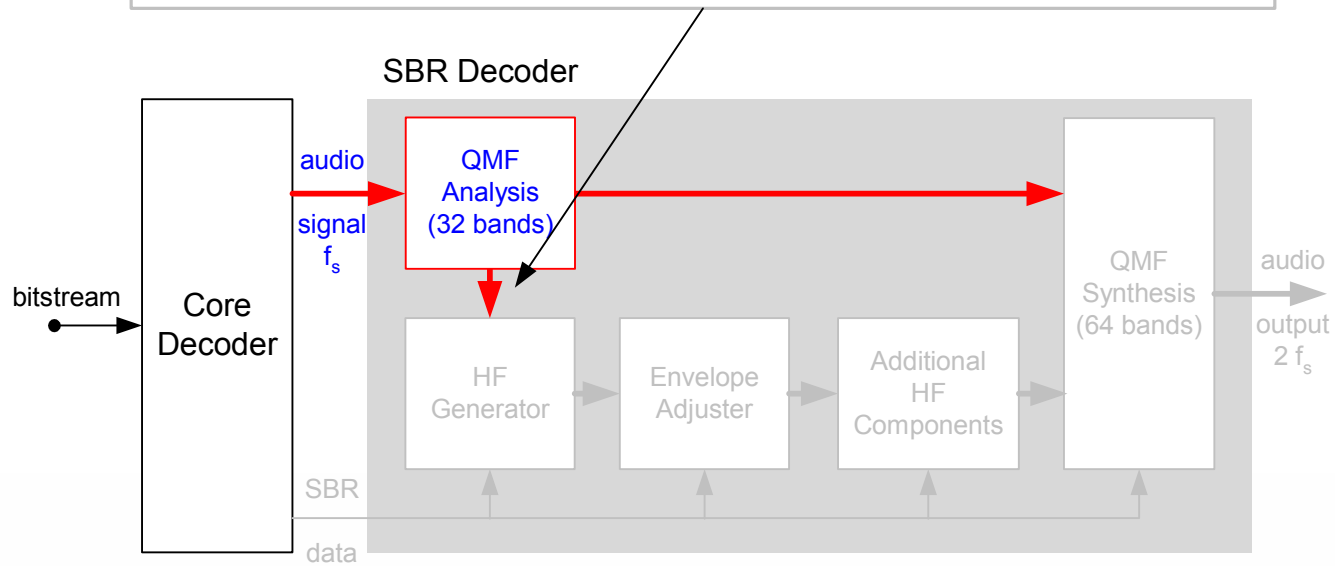 SBR Decoder
audio
signal
fs
QMF
Analysis
(32 bands)
bitstream
Core
Decoder
HF
Generator
Envelope
Adjuster
Additional
HF
Components
QMF
Synthesis
(64 bands)
audio
output
2 fs
SBR
data